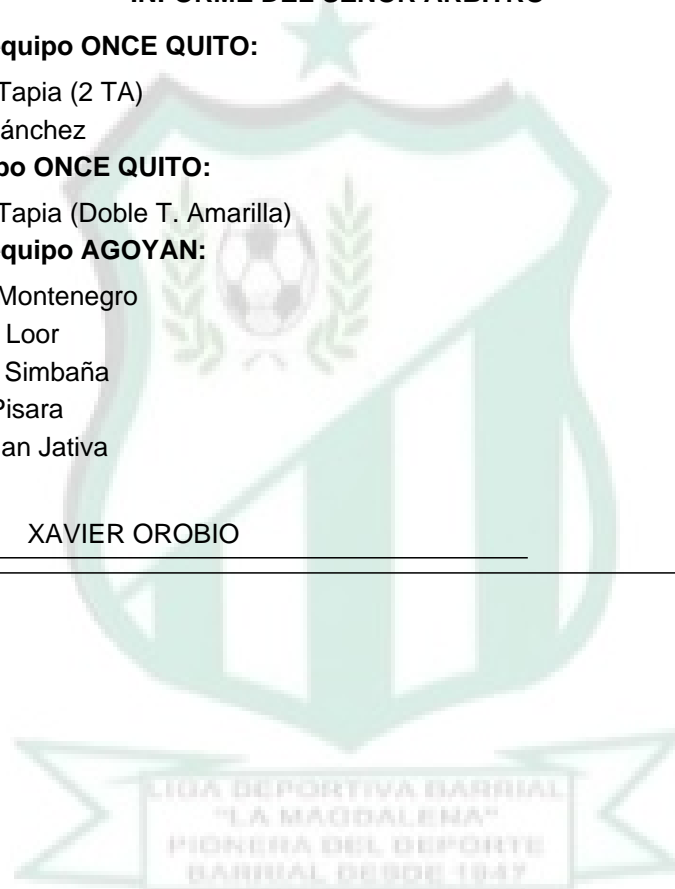 INFORME DEL SEÑOR ÁRBITRO
quipo ONCE QUITO:
Tapia (2 TA)
ánchez
po ONCE QUITO:
Tapia (Doble T. Amarilla)
quipo AGOYAN:
Montenegro
Loor
Simbaña
Pisara
an Jativa
XAVIER OROBIO
LIGA DEPORTIVA BARRIAL
"LA MAGDALENA"
PIONERA DEL DEPORTE
BARRIAL DESDE 1947